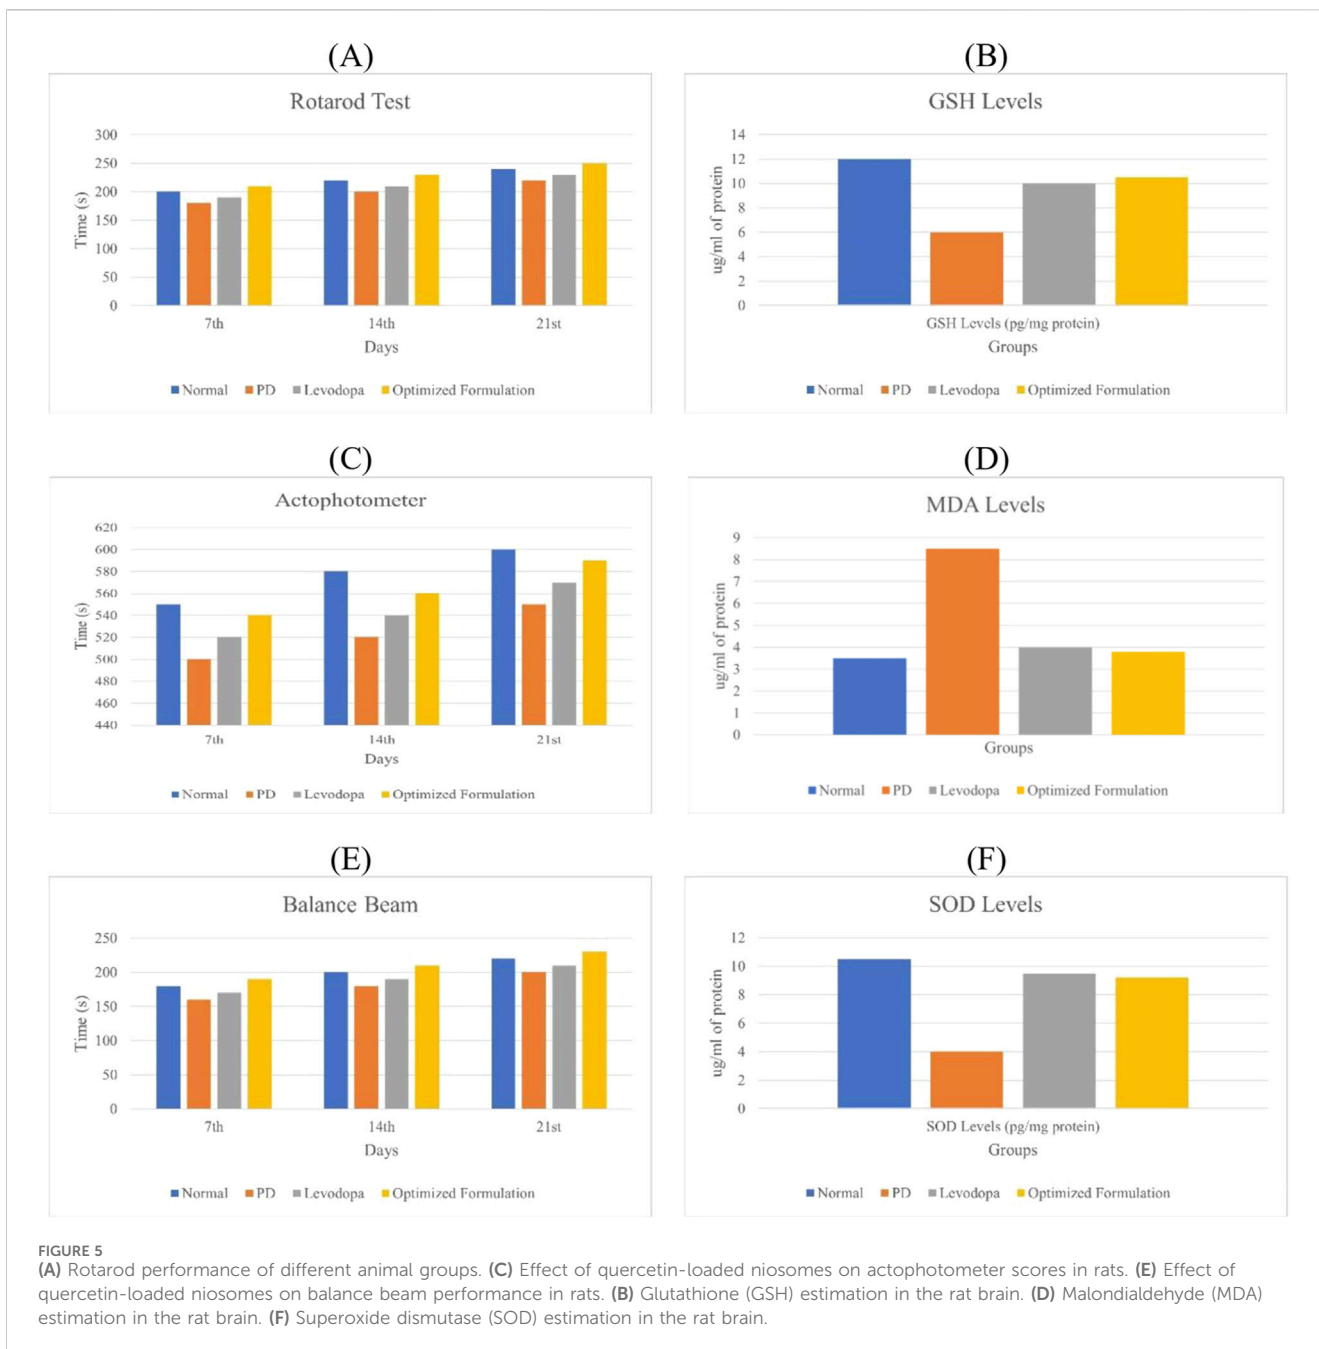 (A)
Rotarod Test
300
250
200
150
100
50
0
Time (s)
7th 14th 21st
Days
Normal PD Levodopa Optimized Formulation
(B)
GSH Levels
14
12
10
8
6
4
2
0
ug/ml of protein
GSH Levels (pg/mg protein)
Groups
Normal PD Levodopa Optimized Formulation
(C)
Actophotometer
620
600
580
560
540
520
500
480
460
440
Time (s)
7th 14th 21st
Days
Normal PD Levodopa Optimized Formulation
(D)
MDA Levels
9
8
7
6
5
4
3
2
1
0
ug/ml of protein
Groups
Normal PD Levodopa Optimized Formulation
(E)
Balance Beam
250
200
150
100
50
0
Time (s)
7th 14th 21st
Days
Normal PD Levodopa Optimized Formulation
(F)
SOD Levels
12
10
8
6
4
2
0
ug/ml of protein
SOD Levels (pg/mg protein)
Groups
Normal PD Levodopa Optimized Formulation
FIGURE 5
(A) Rotarod performance of different animal groups. (C) Effect of quercetin-loaded niosomes on actophotometer scores in rats. (E) Effect of
quercetin-loaded niosomes on balance beam performance in rats. (B) Glutathione (GSH) estimation in the rat brain. (D) Malondialdehyde (MDA)
estimation in the rat brain. (F) Superoxide dismutase (SOD) estimation in the rat brain.